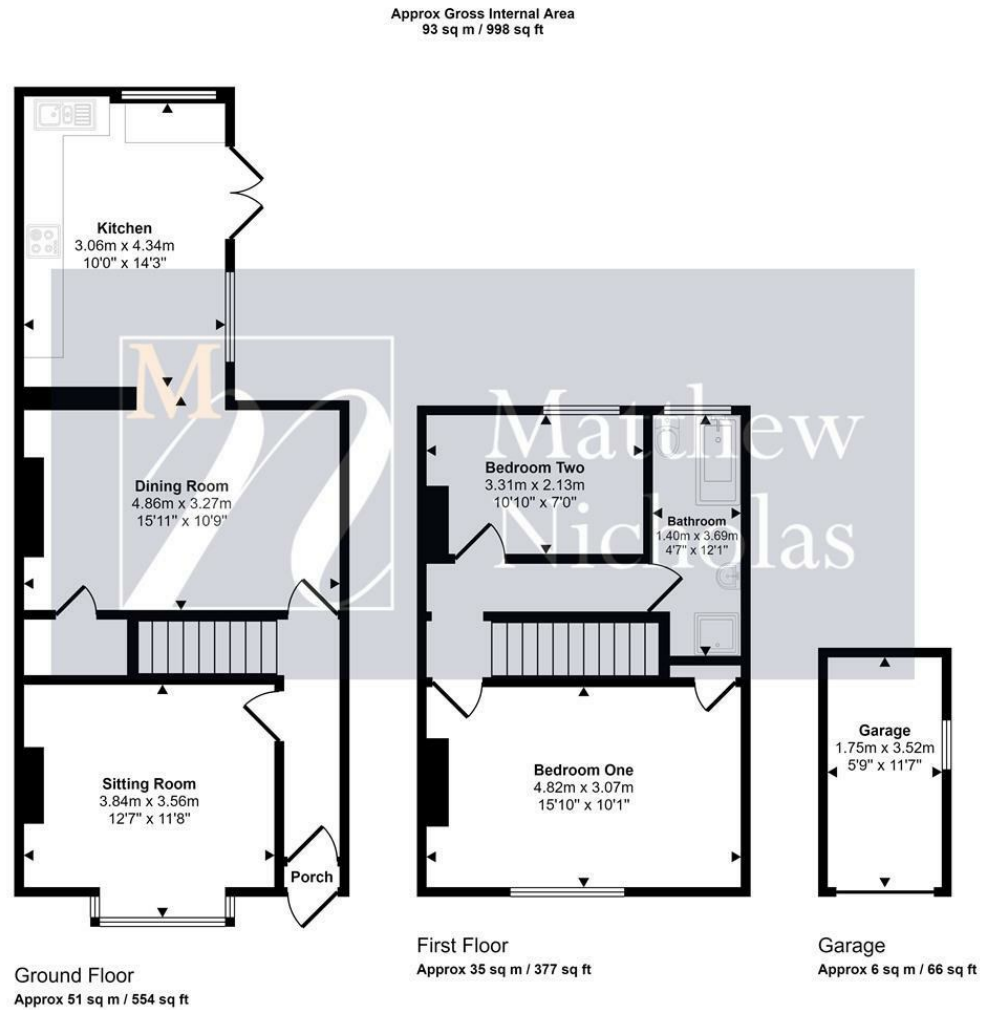 Approx Gross Internal Area
93 sq m / 998 sq ft
Kitchen
3.06m x 4.34m
10'0" x 14'3"
M
Matthew
Nicholas
Dining Room
4.86m x 3.27m
15'11" x 10'9"
Bedroom Two
3.31m x 2.13m
10'10" x 7'0"
Bathroom
1.40m x 3.69m
4'7" x 12'1"
Sitting Room
3.84m x 3.56m
12'7" x 11'8"
Porch
Bedroom One
4.82m x 3.07m
15'10" x 10'1"
Garage
1.75m x 3.52m
5'9" x 11'7"
Ground Floor
Approx 51 sq m / 554 sq ft
First Floor
Approx 35 sq m / 377 sq ft
Garage
Approx 6 sq m / 66 sq ft